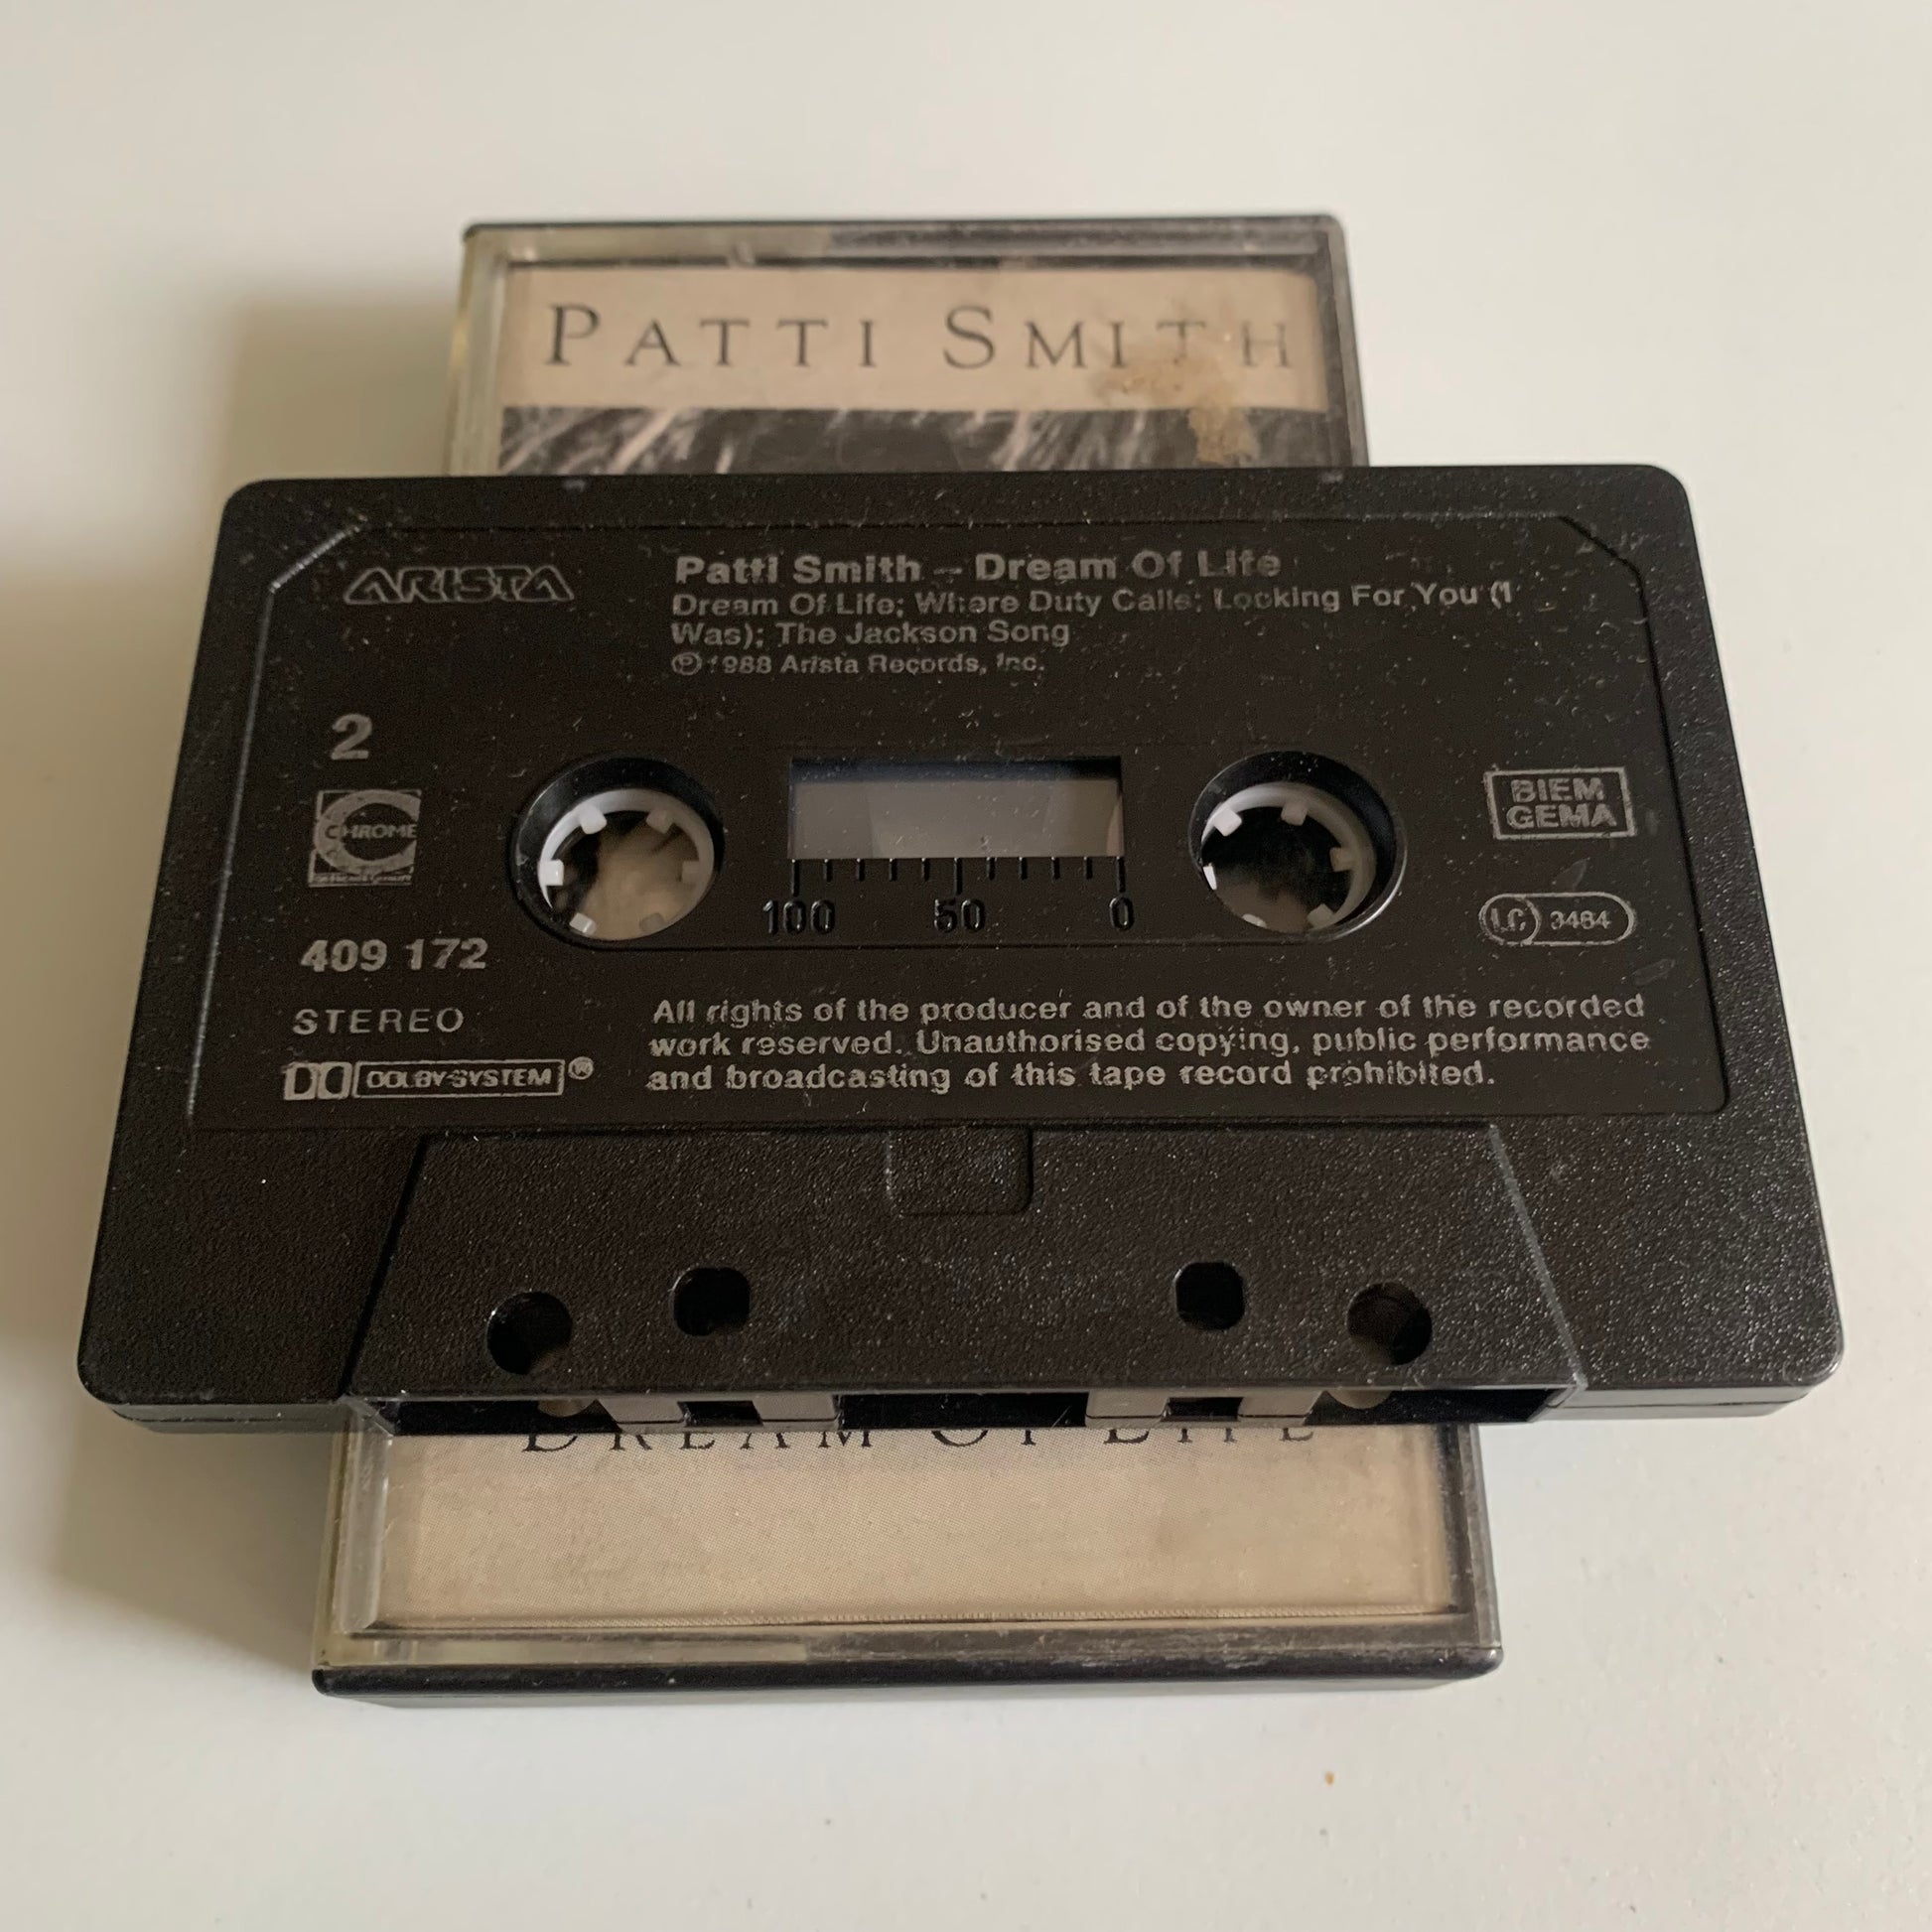 PATTI SMITH
ARISTA
Patti Smith – Dream Of Life
Dream Of Life; Where Duty Calls; Looking For You (I
Was); The Jackson Song
℗ 1988 Arista Records, Inc.
2
CHROME
BIEM
GEMA
100 50 0
LC 3484
409 172
STEREO
DOLBY SYSTEM ®
All rights of the producer and of the owner of the recorded
work reserved. Unauthorised copying, public performance
and broadcasting of this tape record prohibited.
DREAM OF LIFE